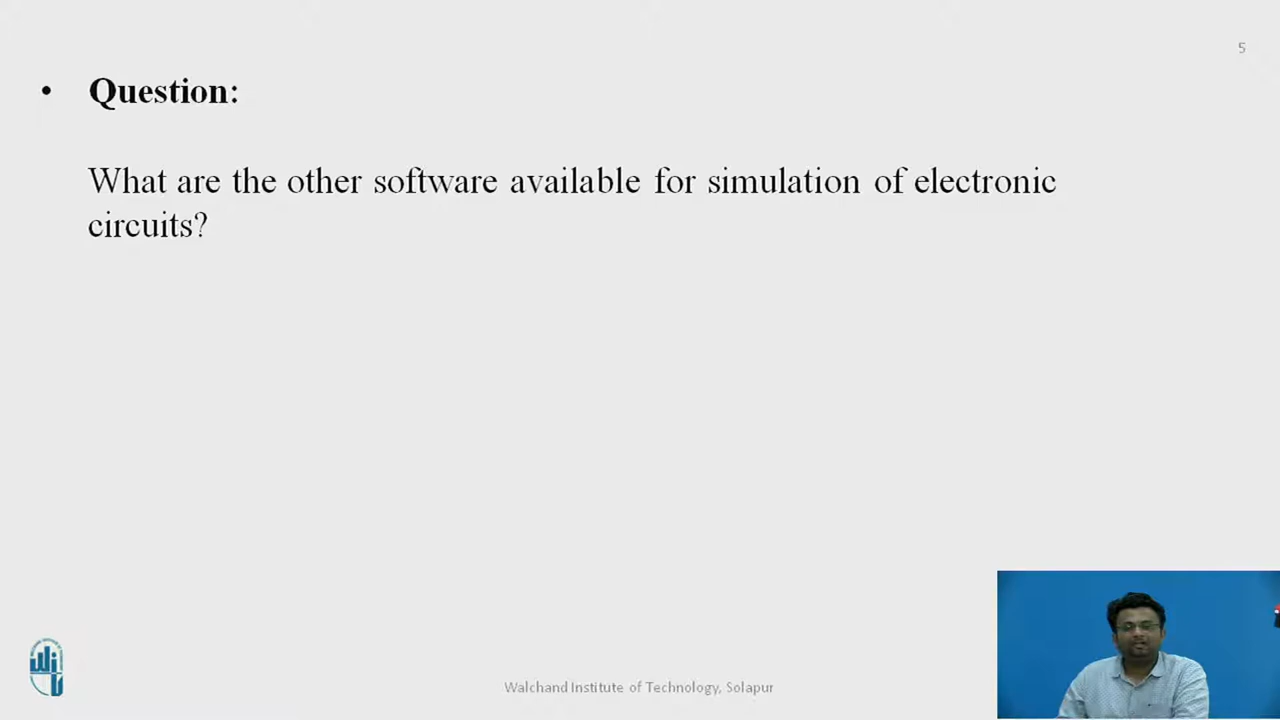 5
• Question:
What are the other software available for simulation of electronic
circuits?
Walchand Institute of Technology, Solapur